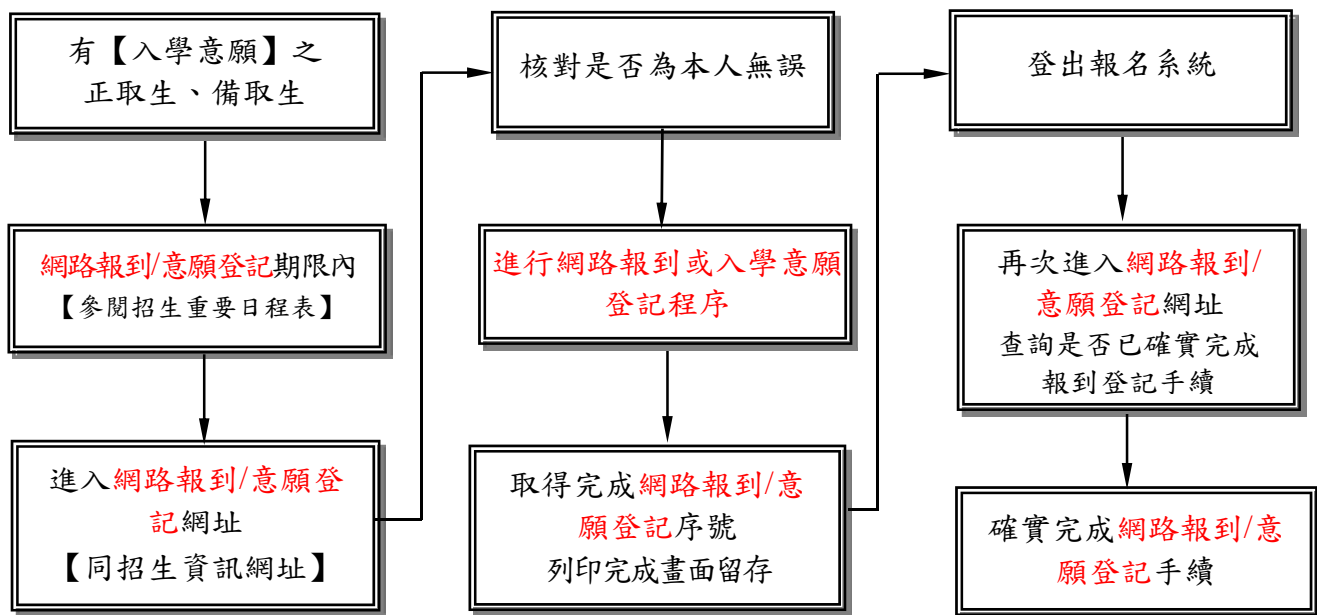 有【入學意願】之
正取生、備取生
網路報到/意願登記期限內
【參閱招生重要日程表】
進入網路報到/意願登
記網址
【同招生資訊網址】
核對是否為本人無誤
進行網路報到或入學意願
登記程序
取得完成網路報到/意
願登記序號
列印完成畫面留存
登出報名系統
再次進入網路報到/
意願登記網址
查詢是否已確實完成
報到登記手續
確實完成網路報到/意
願登記手續